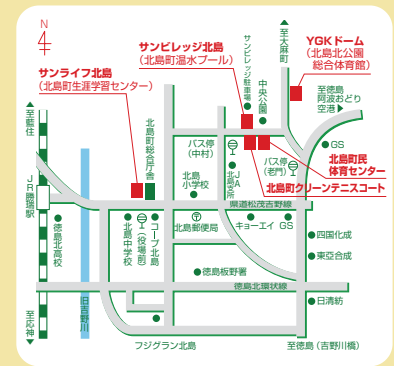 N
4
至大麻町
YGKドーム
(北島北公園
総合体育館)
サンビレッジ北島
(北島町温水プール)
サンビレッジ駐車場
中央公園
サンライフ北島
(北島町生涯学習センター)
至徳島
阿波おどり
空港
至藍住
北島町総合庁舎
バス停
(中村)
バス停
(老門)
GS
北島町民
体育センター
北島町クリーンテニスコート
北島
小学校
JA
北島支所
JR勝瑞駅
県道松茂吉野線
徳島北高校
北島中学校
(役場前)
コープ北島
北島郵便局
キョーエイ
GS
四国化成
東亞合成
徳島板野署
徳島北環状線
旧吉野川
日清紡
至応神
フジグラン北島
至徳島(吉野川橋)